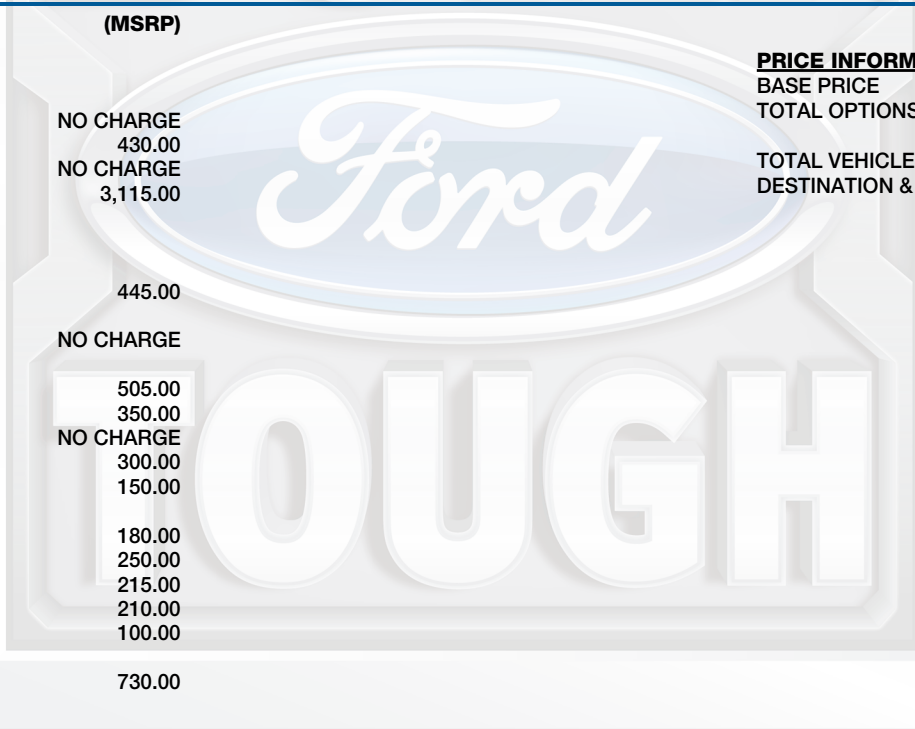 (MSRP)
NO CHARGE
430.00
NO CHARGE
3,115.00
445.00
NO CHARGE
505.00
350.00
NO CHARGE
300.00
150.00
180.00
250.00
215.00
210.00
100.00
730.00
PRICE INFORM
BASE PRICE
TOTAL OPTIONS
TOTAL VEHICLE
DESTINATION &
Ford
TOUGH